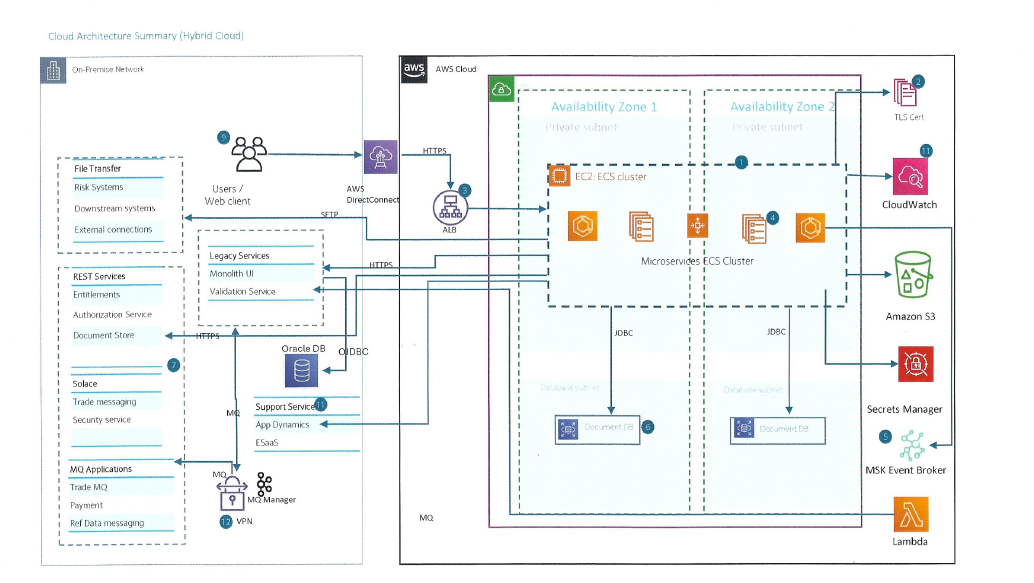 Cloud Architecture Summary (Hybrid Cloud)
On-Premise Network
aws
AWS Cloud
2
TLS Cert
Availability Zone 1
Private subnet
Availability Zone 2
Private subnet
9
Users /
Web client
HTTPS
AWS
DirectConnect
3
ALB
1
EC2: ECS cluster
4
Microservices ECS Cluster
11
CloudWatch
File Transfer
Risk Systems
Downstream systems
External connections
SFTP
Legacy Services
Monolith UI
Validation Service
HTTPS
REST Services
Entitlements
Authorization Service
Document Store
HTTPS
Amazon S3
JDBC
JDBC
Oracle DB
OIDBC
7
Solace
Trade messaging
Security service
MQ
Support Service
11
App Dynamics
ESaaS
Database subnet
Document DB
6
Database subnet
Document DB
Secrets Manager
5
MSK Event Broker
MQ Applications
Trade MQ
Payment
Ref Data messaging
MQ
MQ Manager
12
VPN
MQ
Lambda